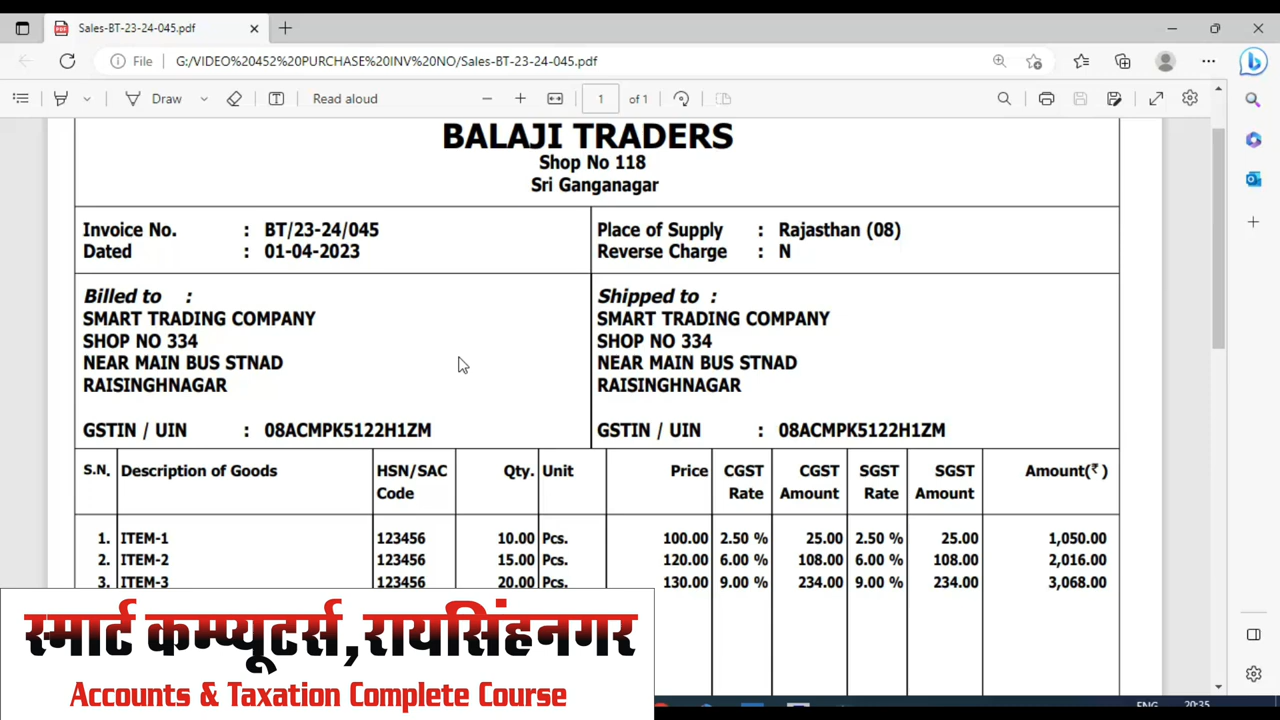 Sales-BT-23-24-045.pdf
File G:/VIDEO%20452%20PURCHASE%20INV%20NO/Sales-BT-23-24-045.pdf
Draw Read aloud 1 of 1
BALAJI TRADERS
Shop No 118
Sri Ganganagar
Invoice No. : BT/23-24/045 Place of Supply : Rajasthan (08)
Dated : 01-04-2023 Reverse Charge : N
Billed to : Shipped to :
SMART TRADING COMPANY SMART TRADING COMPANY
SHOP NO 334 SHOP NO 334
NEAR MAIN BUS STNAD NEAR MAIN BUS STNAD
RAISINGHNAGAR RAISINGHNAGAR
GSTIN / UIN : 08ACMPK5122H1ZM GSTIN / UIN : 08ACMPK5122H1ZM
S.N. Description of Goods HSN/SAC Qty. Unit Price CGST CGST SGST SGST Amount(₹ )
Code Rate Amount Rate Amount
1. ITEM-1 123456 10.00 Pcs. 100.00 2.50 % 25.00 2.50 % 25.00 1,050.00
2. ITEM-2 123456 15.00 Pcs. 120.00 6.00 % 108.00 6.00 % 108.00 2,016.00
3. ITEM-3 123456 20.00 Pcs. 130.00 9.00 % 234.00 9.00 % 234.00 3,068.00
स्मार्ट कम्प्यूटर्स,रायसिंहनगर
Accounts & Taxation Complete Course
ENG 20:35